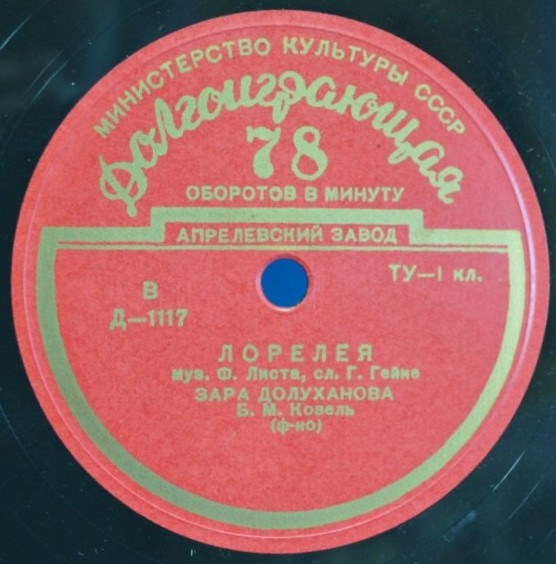 МИНИСТЕРСТВО КУЛЬТУРЫ СССР
Долгоиграющая
78
ОБОРОТОВ В МИНУТУ
АПРЕЛЕВСКИЙ ЗАВОД
ТУ—I кл.
В
Д—1117
ЛОРЕЛЕЯ
муз. Ф. Листа, сл. Г. Гейне
ЗАРА ДОЛУХАНОВА
Б. М. Козель
(ф-но)